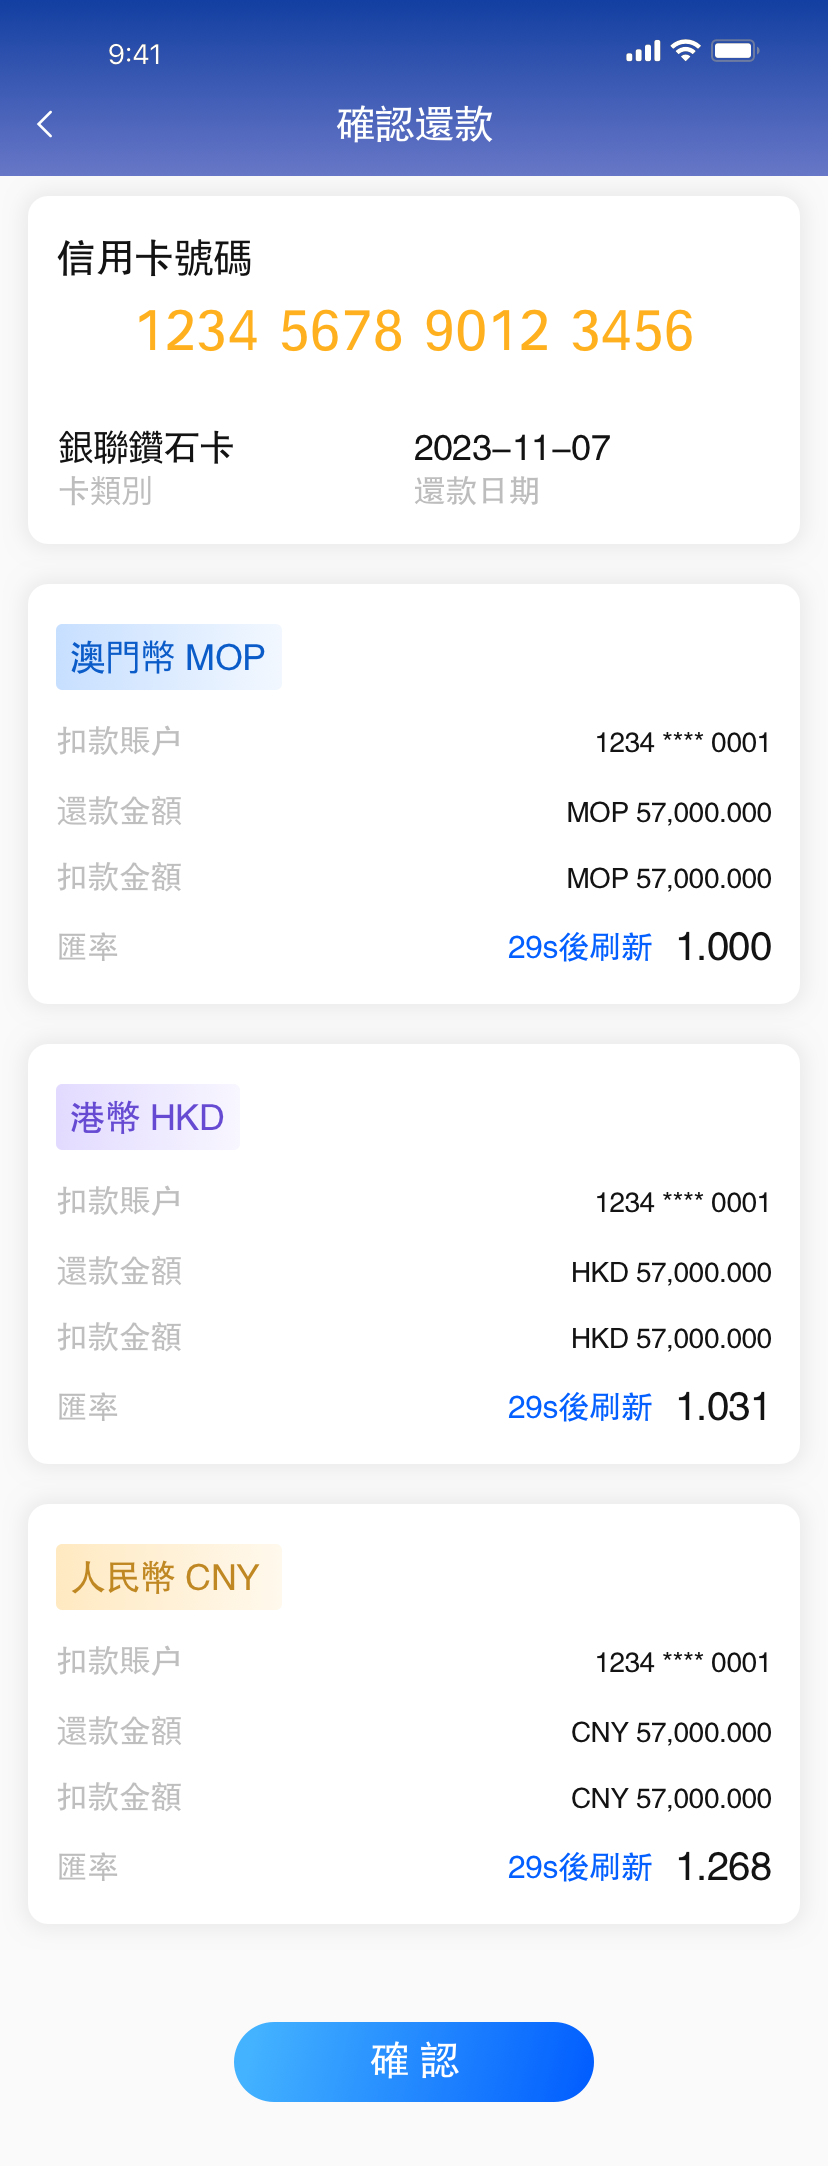 9:41
確認還款
信用卡號碼
1234 5678 9012 3456
銀聯鑽石卡 2023-11-07
卡類別 還款日期
澳門幣 MOP
扣款賬户 1234 **** 0001
還款金額 MOP 57,000.000
扣款金額 MOP 57,000.000
匯率 29s後刷新 1.000
港幣 HKD
扣款賬户 1234 **** 0001
還款金額 HKD 57,000.000
扣款金額 HKD 57,000.000
匯率 29s後刷新 1.031
人民幣 CNY
扣款賬户 1234 **** 0001
還款金額 CNY 57,000.000
扣款金額 CNY 57,000.000
匯率 29s後刷新 1.268
確 認